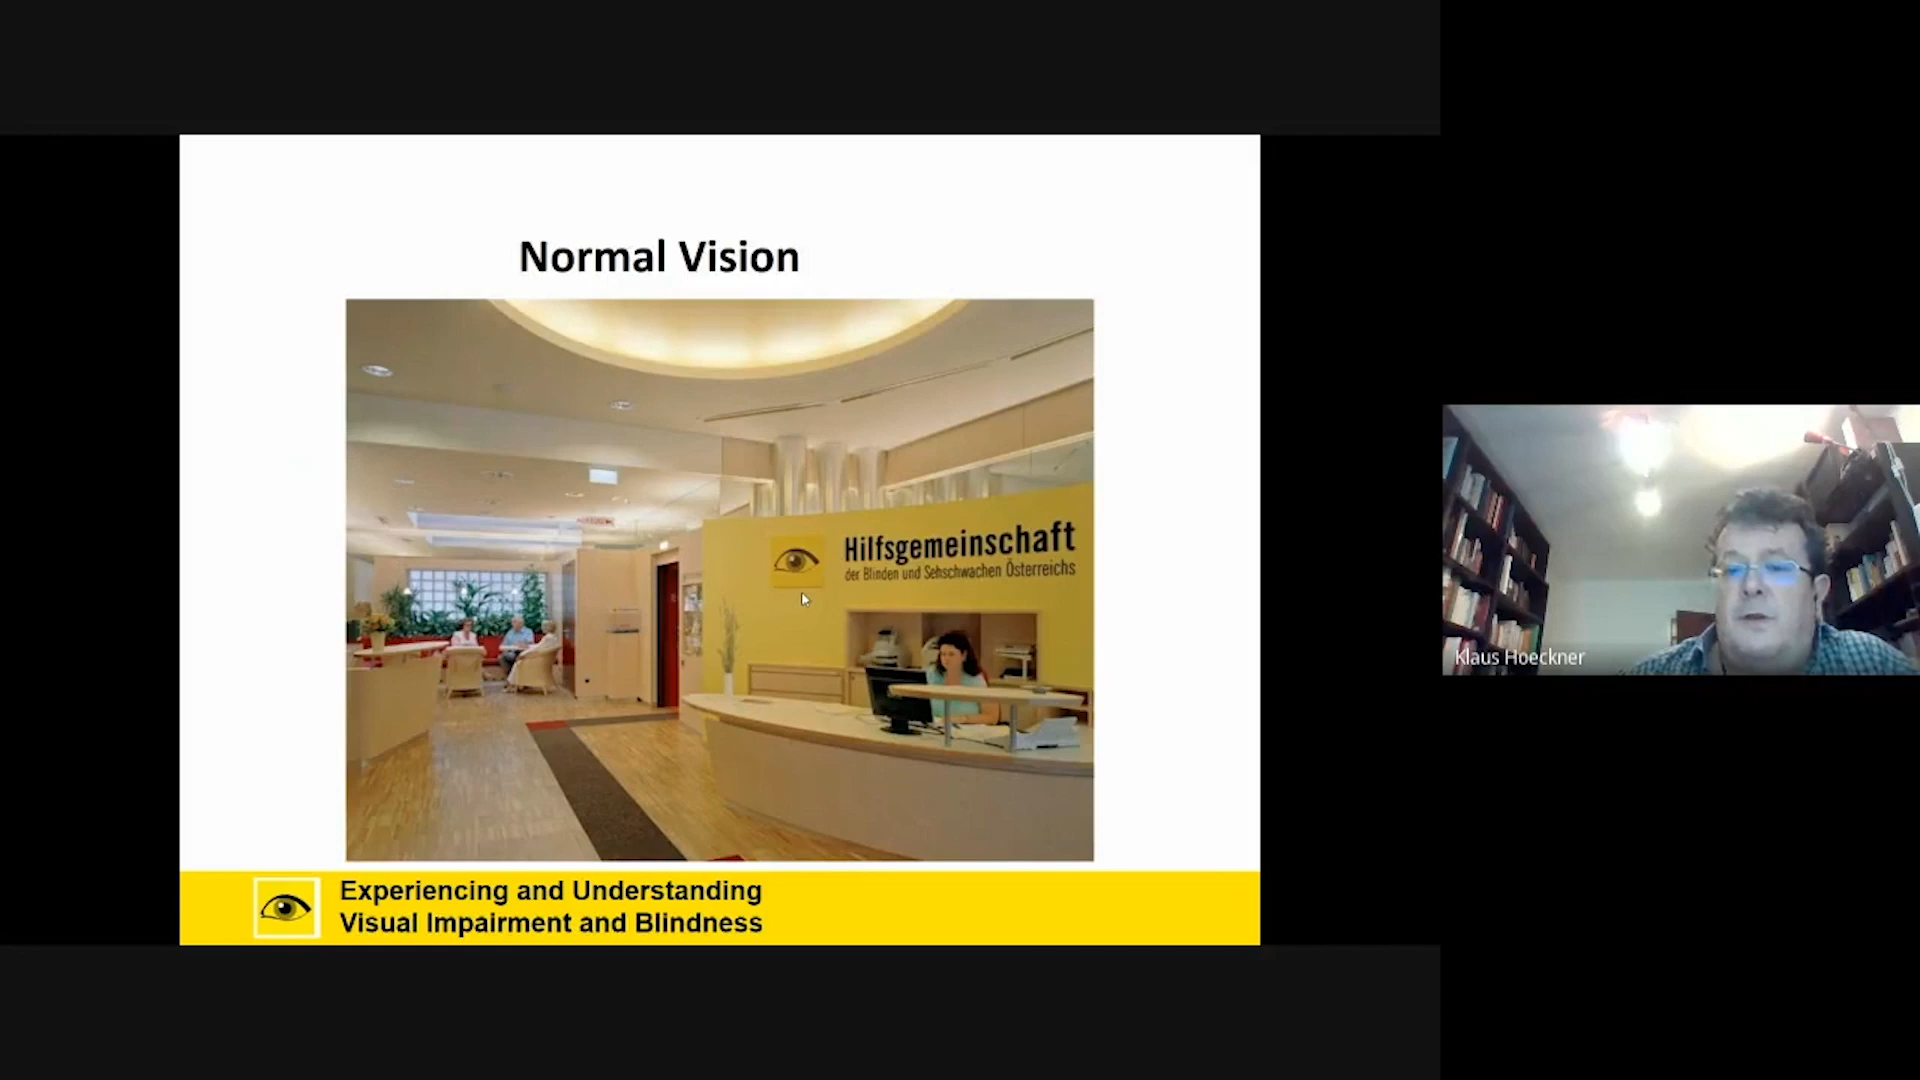 Normal Vision
Hilfsgemeinschaft
der Blinden und Sehschwachen Österreichs
Experiencing and Understanding
Visual Impairment and Blindness
Klaus Hoeckner